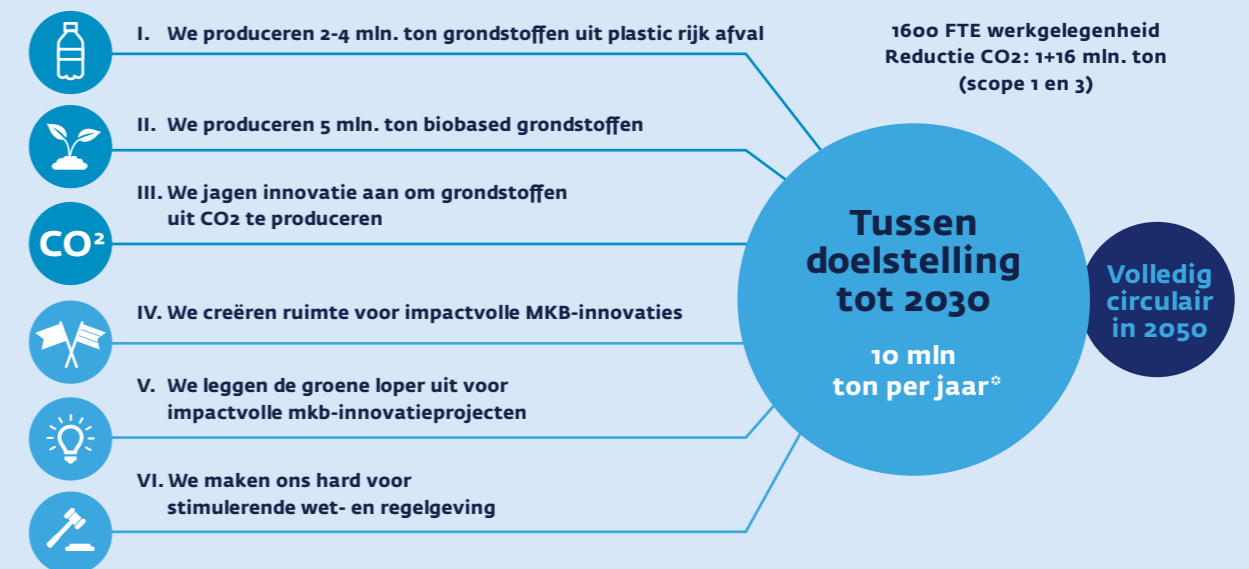 I. We produceren 2-4 mln. ton grondstoffen uit plastic rijk afval
II. We produceren 5 mln. ton biobased grondstoffen
III. We jagen innovatie aan om grondstoffen
uit CO2 te produceren
CO²
IV. We creëren ruimte voor impactvolle MKB-innovaties
V. We leggen de groene loper uit voor
impactvolle mkb-innovatieprojecten
VI. We maken ons hard voor
stimulerende wet- en regelgeving
1600 FTE werkgelegenheid
Reductie CO2: 1+16 mln. ton
(scope 1 en 3)
Tussen
doelstelling
tot 2030
10 mln
ton per jaar*
Volledig
circulair
in 2050